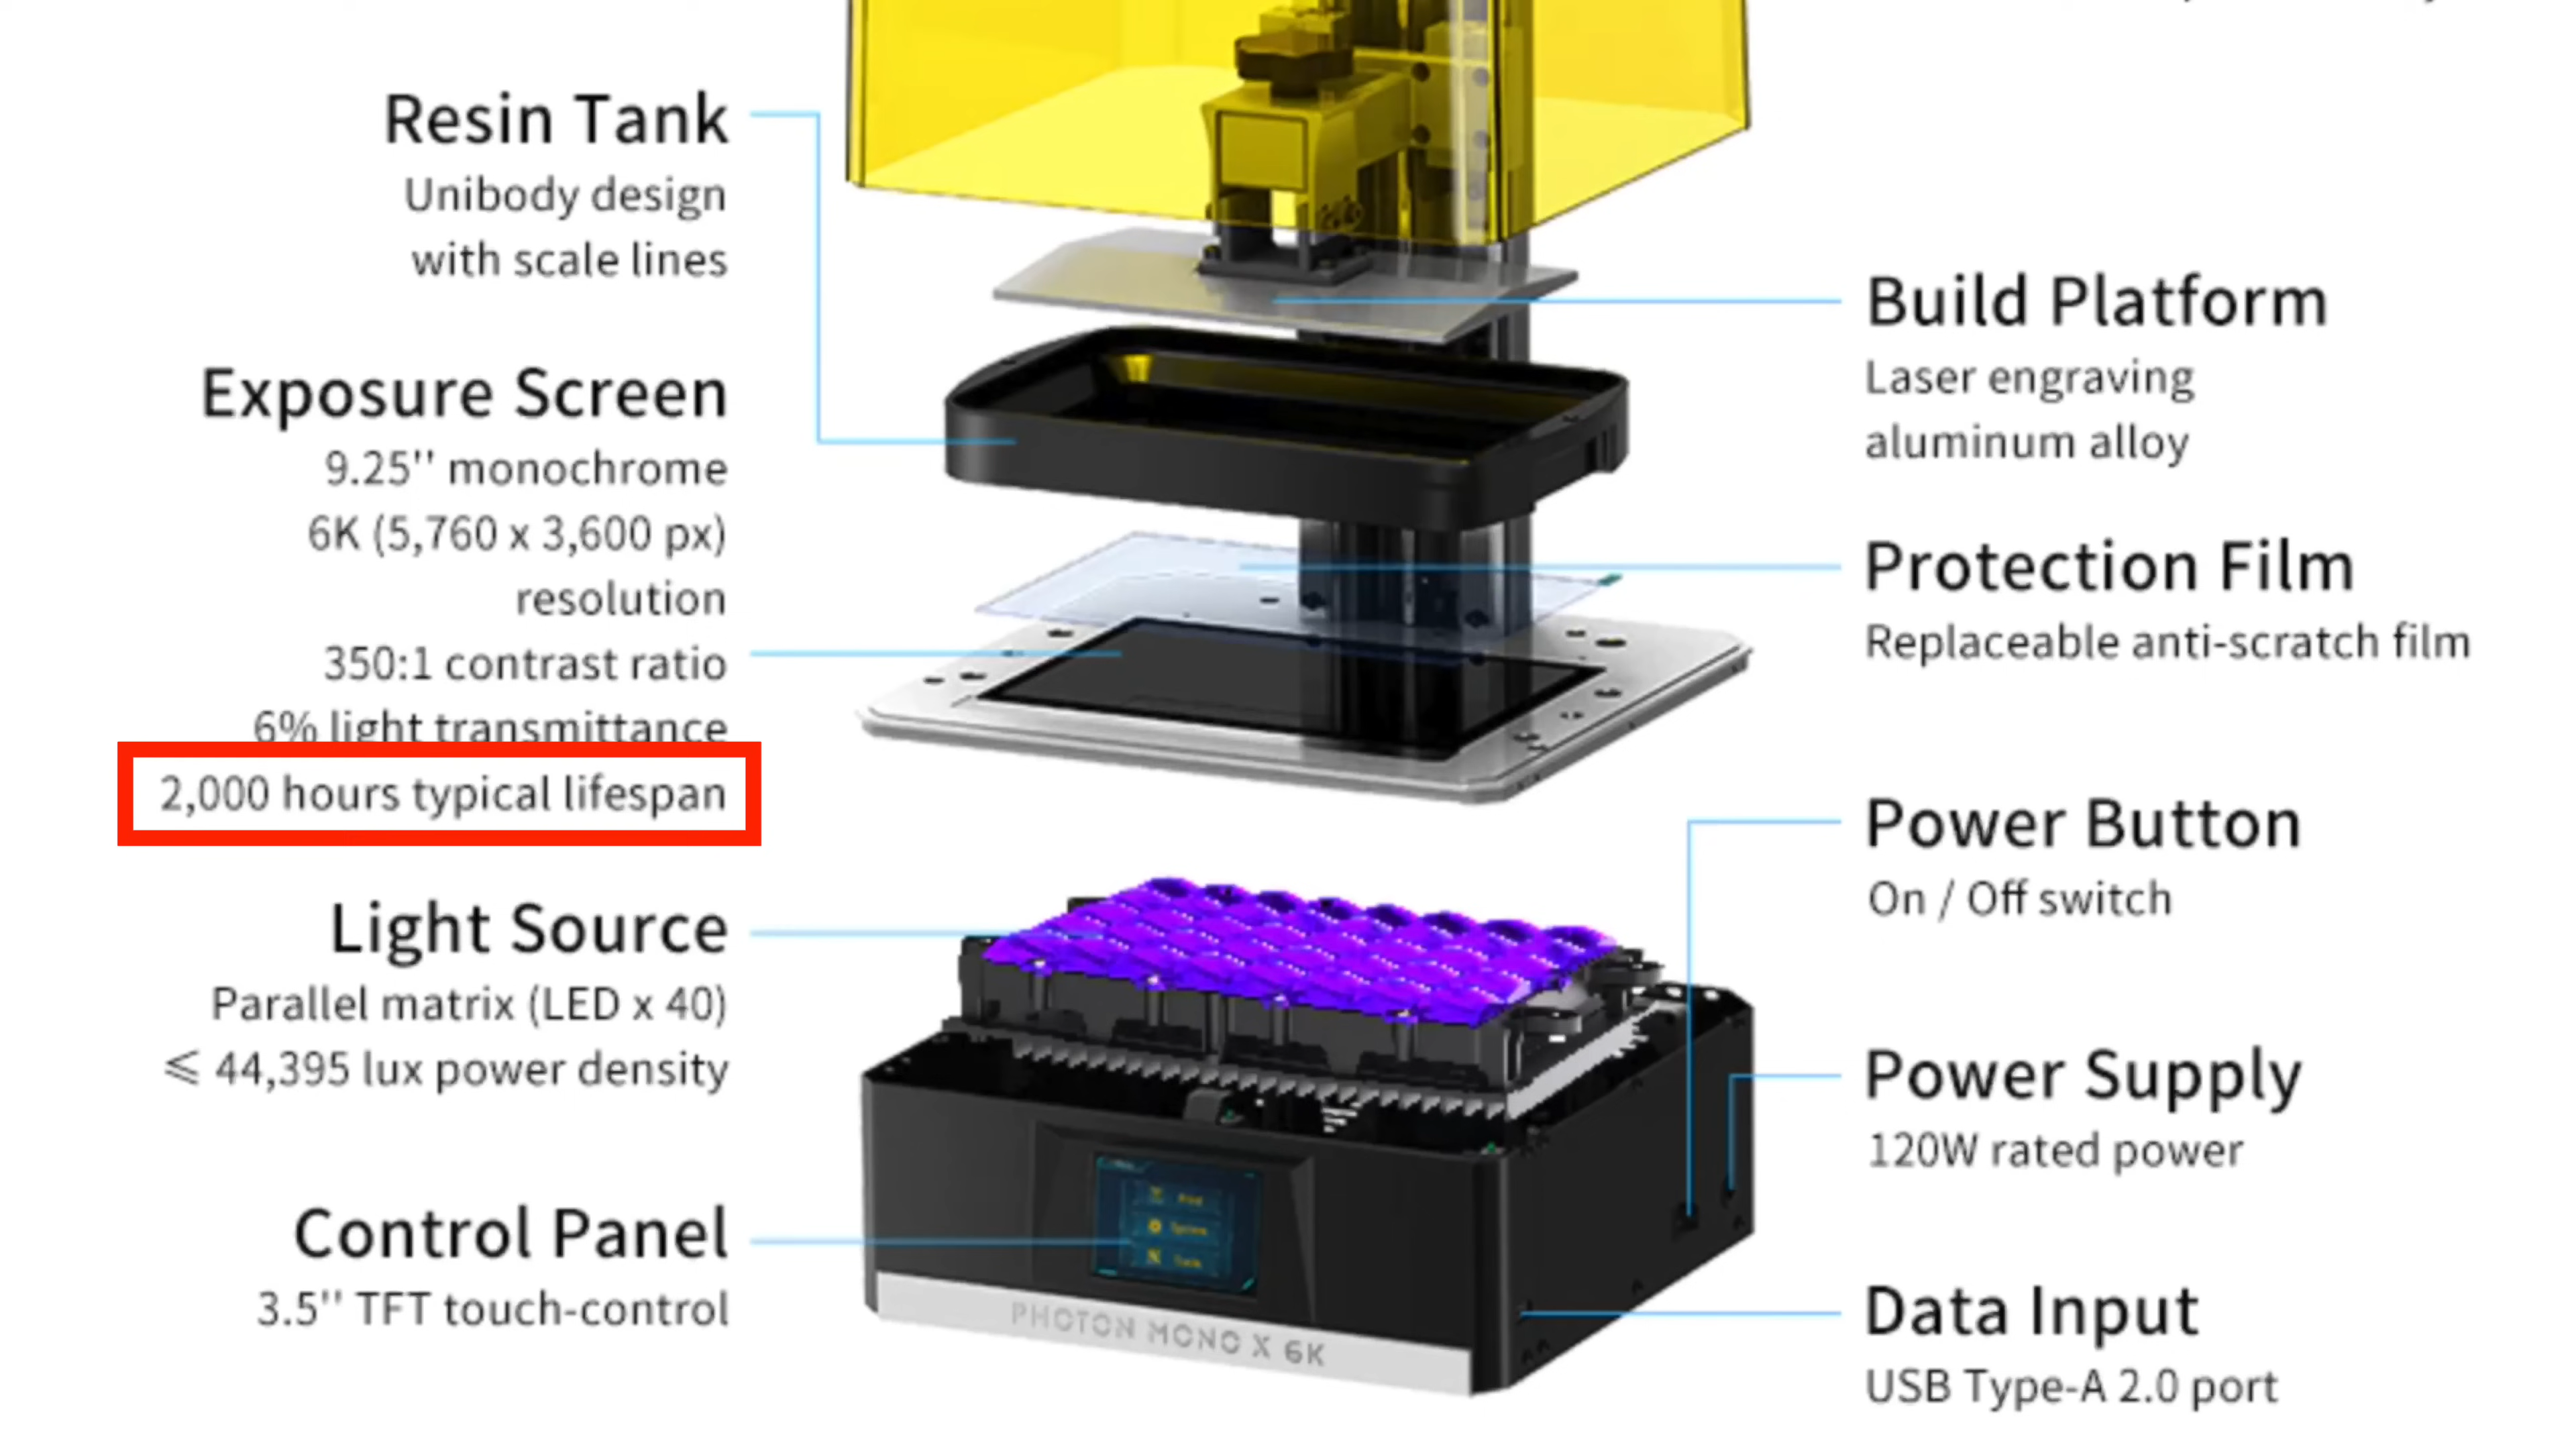 Resin Tank
Unibody design
with scale lines
Exposure Screen
9.25'' monochrome
6K (5,760 x 3,600 px)
resolution
350:1 contrast ratio
6% light transmittance
2,000 hours typical lifespan
Light Source
Parallel matrix (LED x 40)
≤ 44,395 lux power density
Control Panel
3.5'' TFT touch-control
Build Platform
Laser engraving
aluminum alloy
Protection Film
Replaceable anti-scratch film
Power Button
On / Off switch
Power Supply
120W rated power
Data Input
USB Type-A 2.0 port
Print
System
Tools
PHOTON MONO X 6K